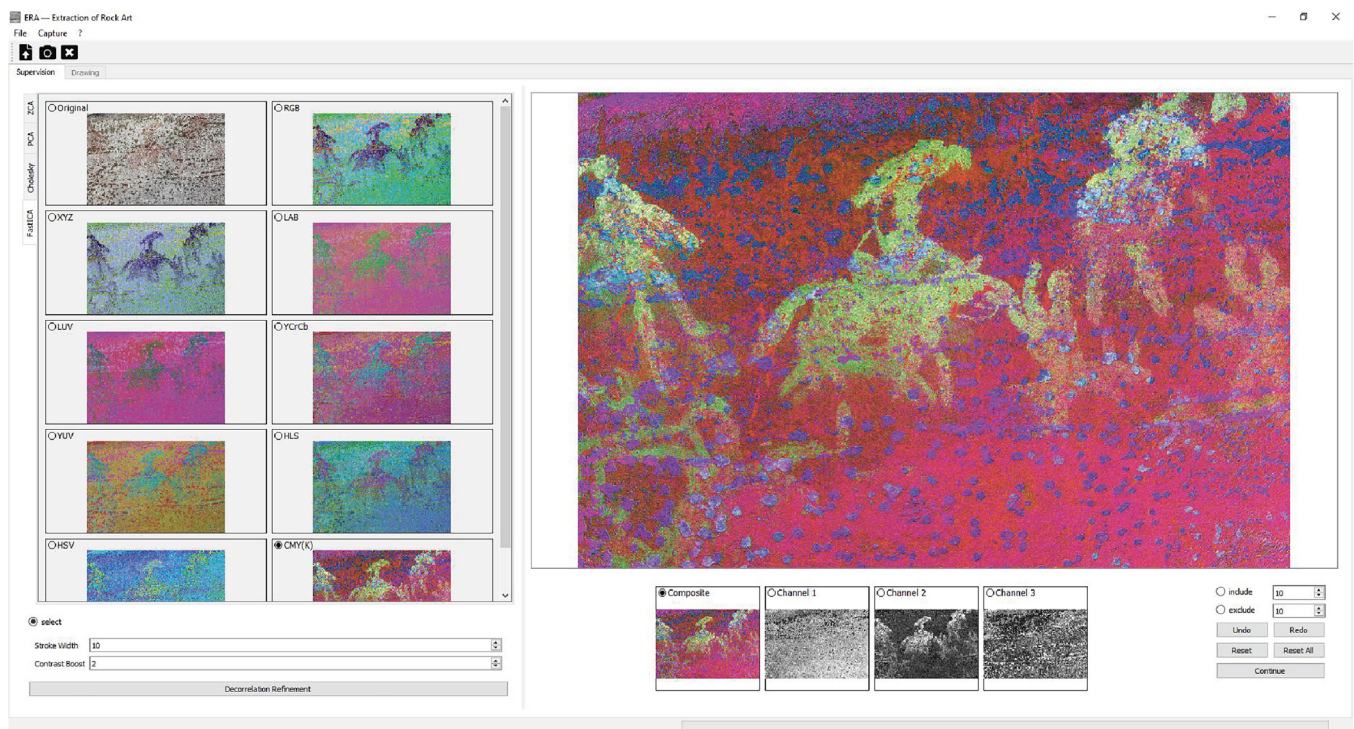 ERA — Extraction of Rock Art
File Capture ?
Supervision Drawing
ZCA
PCA
Cholesky
FastICA
Original RGB
XYZ LAB
LUV YCrCb
YUV HLS
HSV CMY(K)
select
Stroke Width 10
Contrast Boost 2
Decorrelation Refinement
Composite Channel 1 Channel 2 Channel 3
include 10
exclude 10
Undo Redo
Reset Reset All
Continue